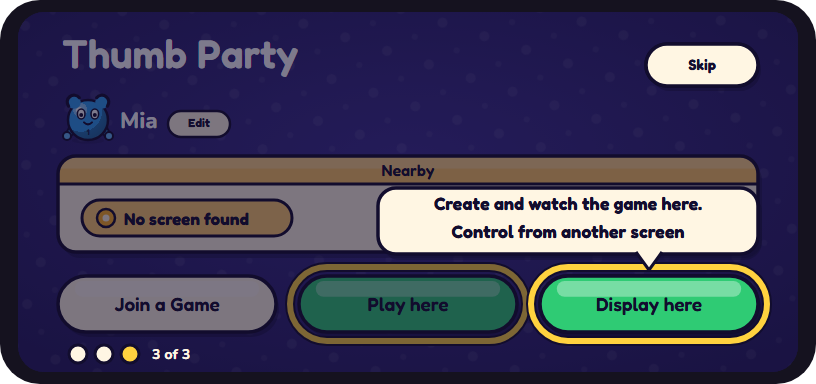 Thumb Party
Skip
Mia
Edit
Nearby
No screen found
Create and watch the game here.
Control from another screen
Join a Game
Play here
Display here
3 of 3